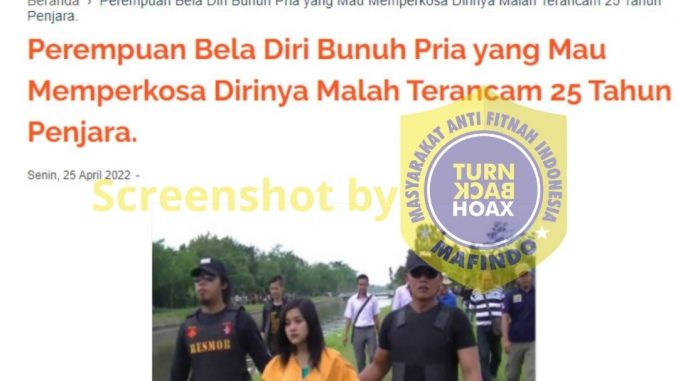 Beranda › Perempuan Bela Diri Bunuh Pria yang Mau Memperkosa Dirinya Malah Terancam 25 Tahun
Penjara.
Perempuan Bela Diri Bunuh Pria yang Mau
Memperkosa Dirinya Malah Terancam 25 Tahun
Penjara.
Senin, 25 April 2022 -
Screenshot by
MASYARAKAT ANTI FITNAH INDONESIA
TURN
BACK
HOAX
MAFINDO
RESMOB